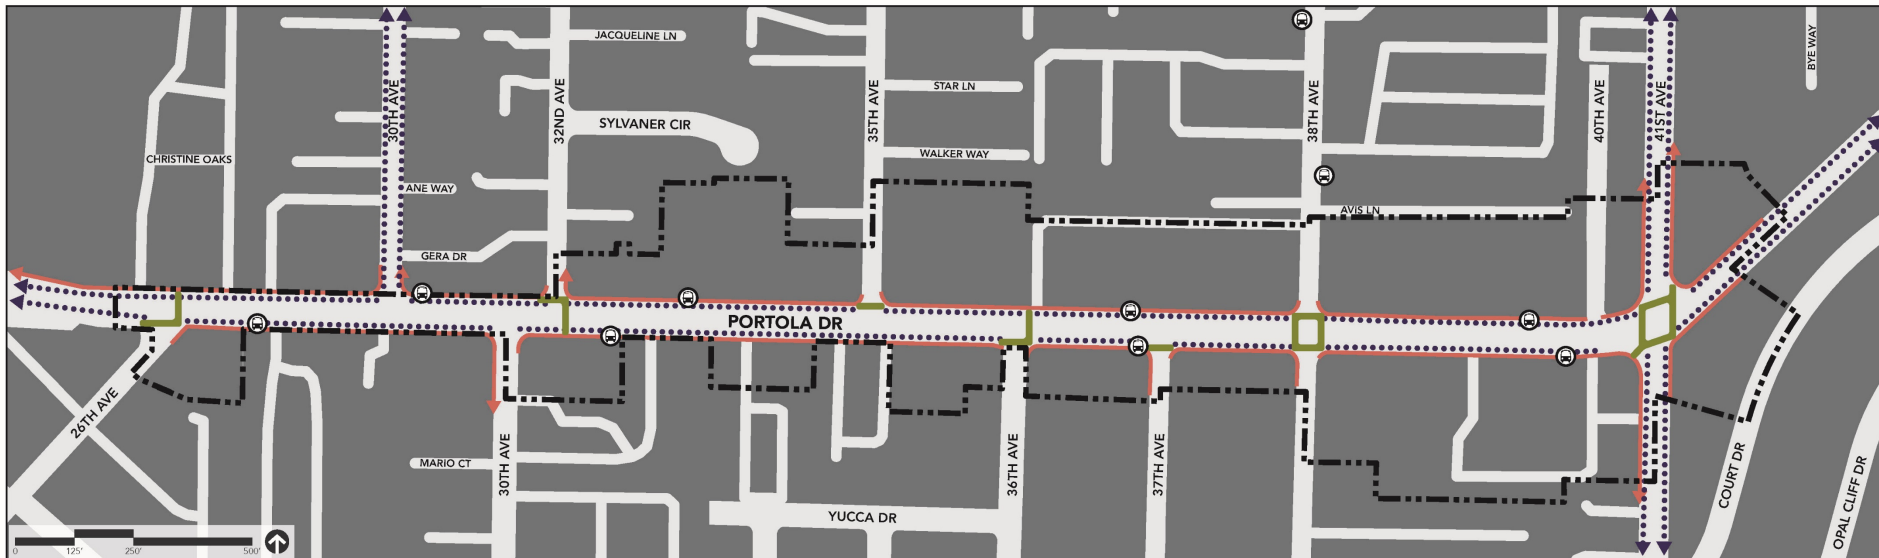 JACQUELINE LN
BYE WAY
STAR LN
30TH AVE
32ND AVE
35TH AVE
38TH AVE
40TH AVE
41ST AVE
SYLVANER CIR
CHRISTINE OAKS
WALKER WAY
ANE WAY
AVIS LN
GERA DR
PORTOLA DR
26TH AVE
MARIO CT
30TH AVE
36TH AVE
37TH AVE
COURT DR
OPAL CLIFF DR
YUCCA DR
0 125' 250' 500'